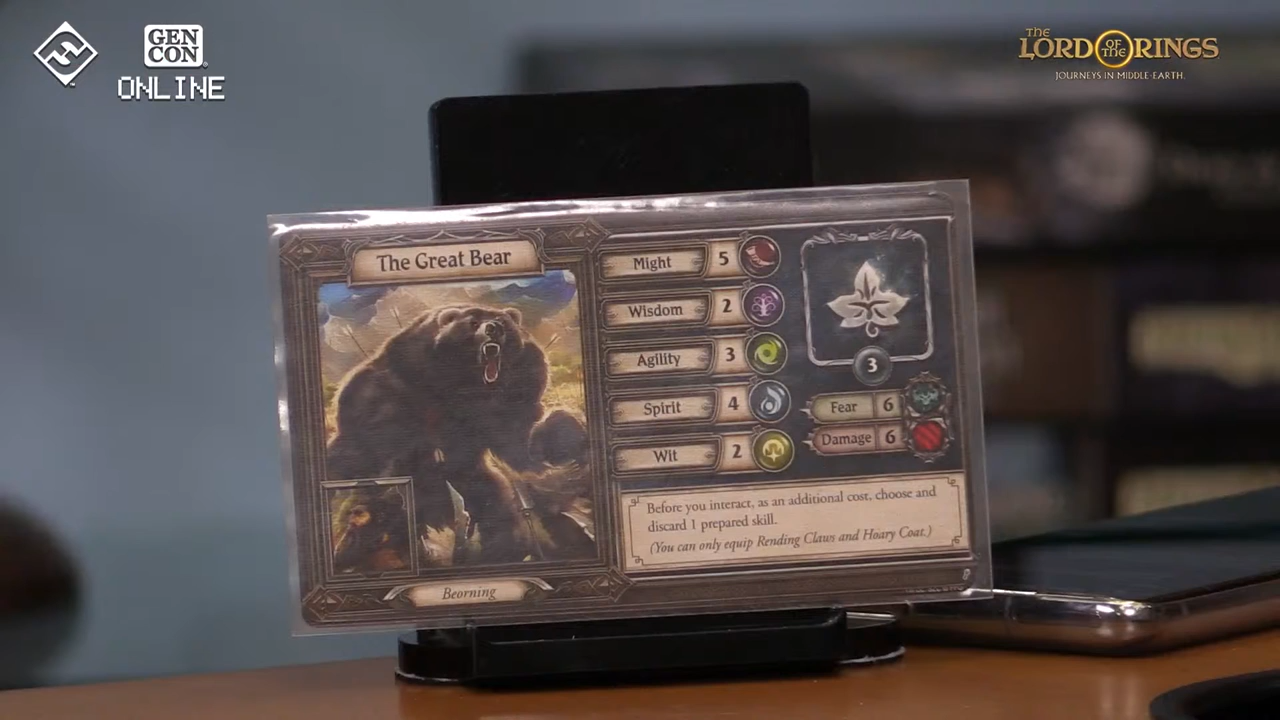 GEN
CON
ONLINE
THE
LORD OF THE RINGS
JOURNEYS IN MIDDLE-EARTH
The Great Bear
Might 5
Wisdom 2
Agility 3
Spirit 4
Wit 2
3
Fear 6
Damage 6
Before you interact, as an additional cost, choose and
discard 1 prepared skill.
(You can only equip Rending Claws and Hoary Coat.)
Beorning